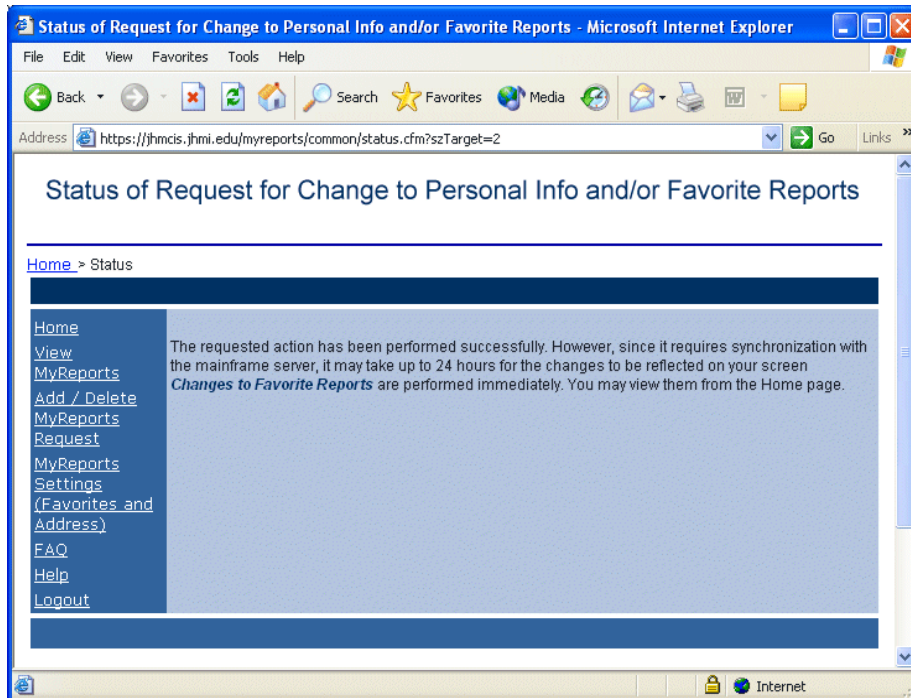 Status of Request for Change to Personal Info and/or Favorite Reports - Microsoft Internet Explorer
File Edit View Favorites Tools Help
Back Search Favorites Media
Address https://jhmcis.jhmi.edu/myreports/common/status.cfm?szTarget=2 Go Links »
Status of Request for Change to Personal Info and/or Favorite Reports
Home > Status
Home
View
MyReports
Add / Delete
MyReports
Request
MyReports
Settings
(Favorites and
Address)
FAQ
Help
Logout
The requested action has been performed successfully. However, since it requires synchronization with
the mainframe server, it may take up to 24 hours for the changes to be reflected on your screen
Changes to Favorite Reports are performed immediately. You may view them from the Home page.
Internet